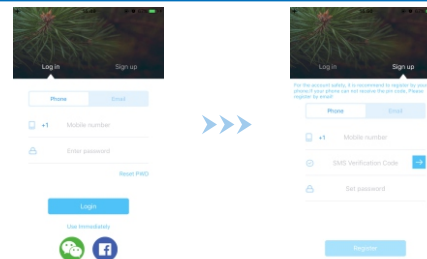 Log in
Sign up
Phone
Email
+1
Mobile number
Enter password
Reset PWD
Login
Use Immediately
Log in
Sign up
For the account safety, it is recommend to register by your
phone.If your phone can not receive the pin code. Please
register by email!
Phone
Email
+1
Mobile number
SMS Verification Code
Set password
Register